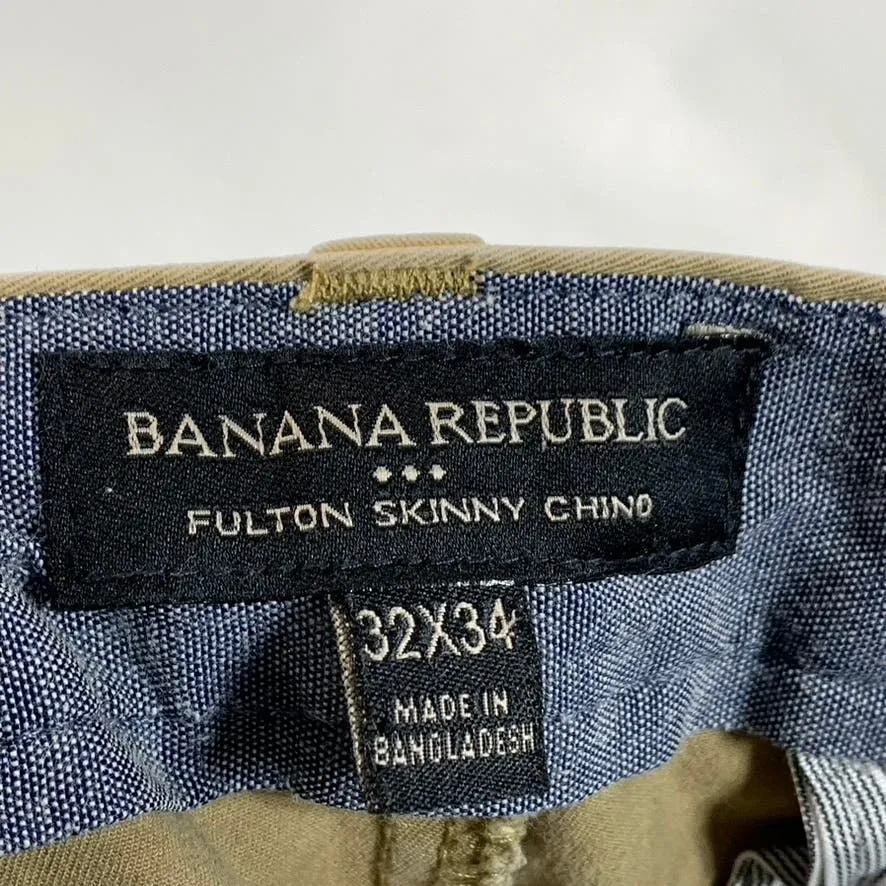 BANANA REPUBLIC
FULTON SKINNY CHINO
32X34
MADE IN
BANGLADESH